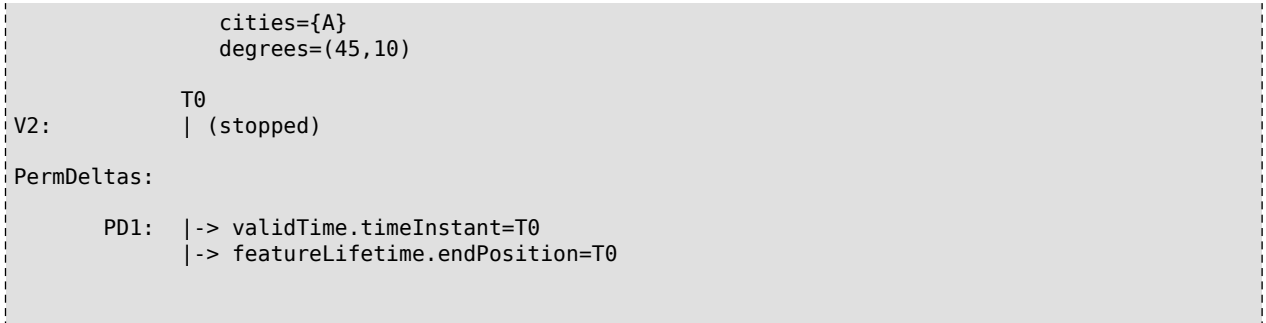 cities={A}
degrees=(45,10)
T0
V2: | (stopped)
PermDeltas:
PD1: |-> validTime.timeInstant=T0
|-> featureLifetime.endPosition=T0